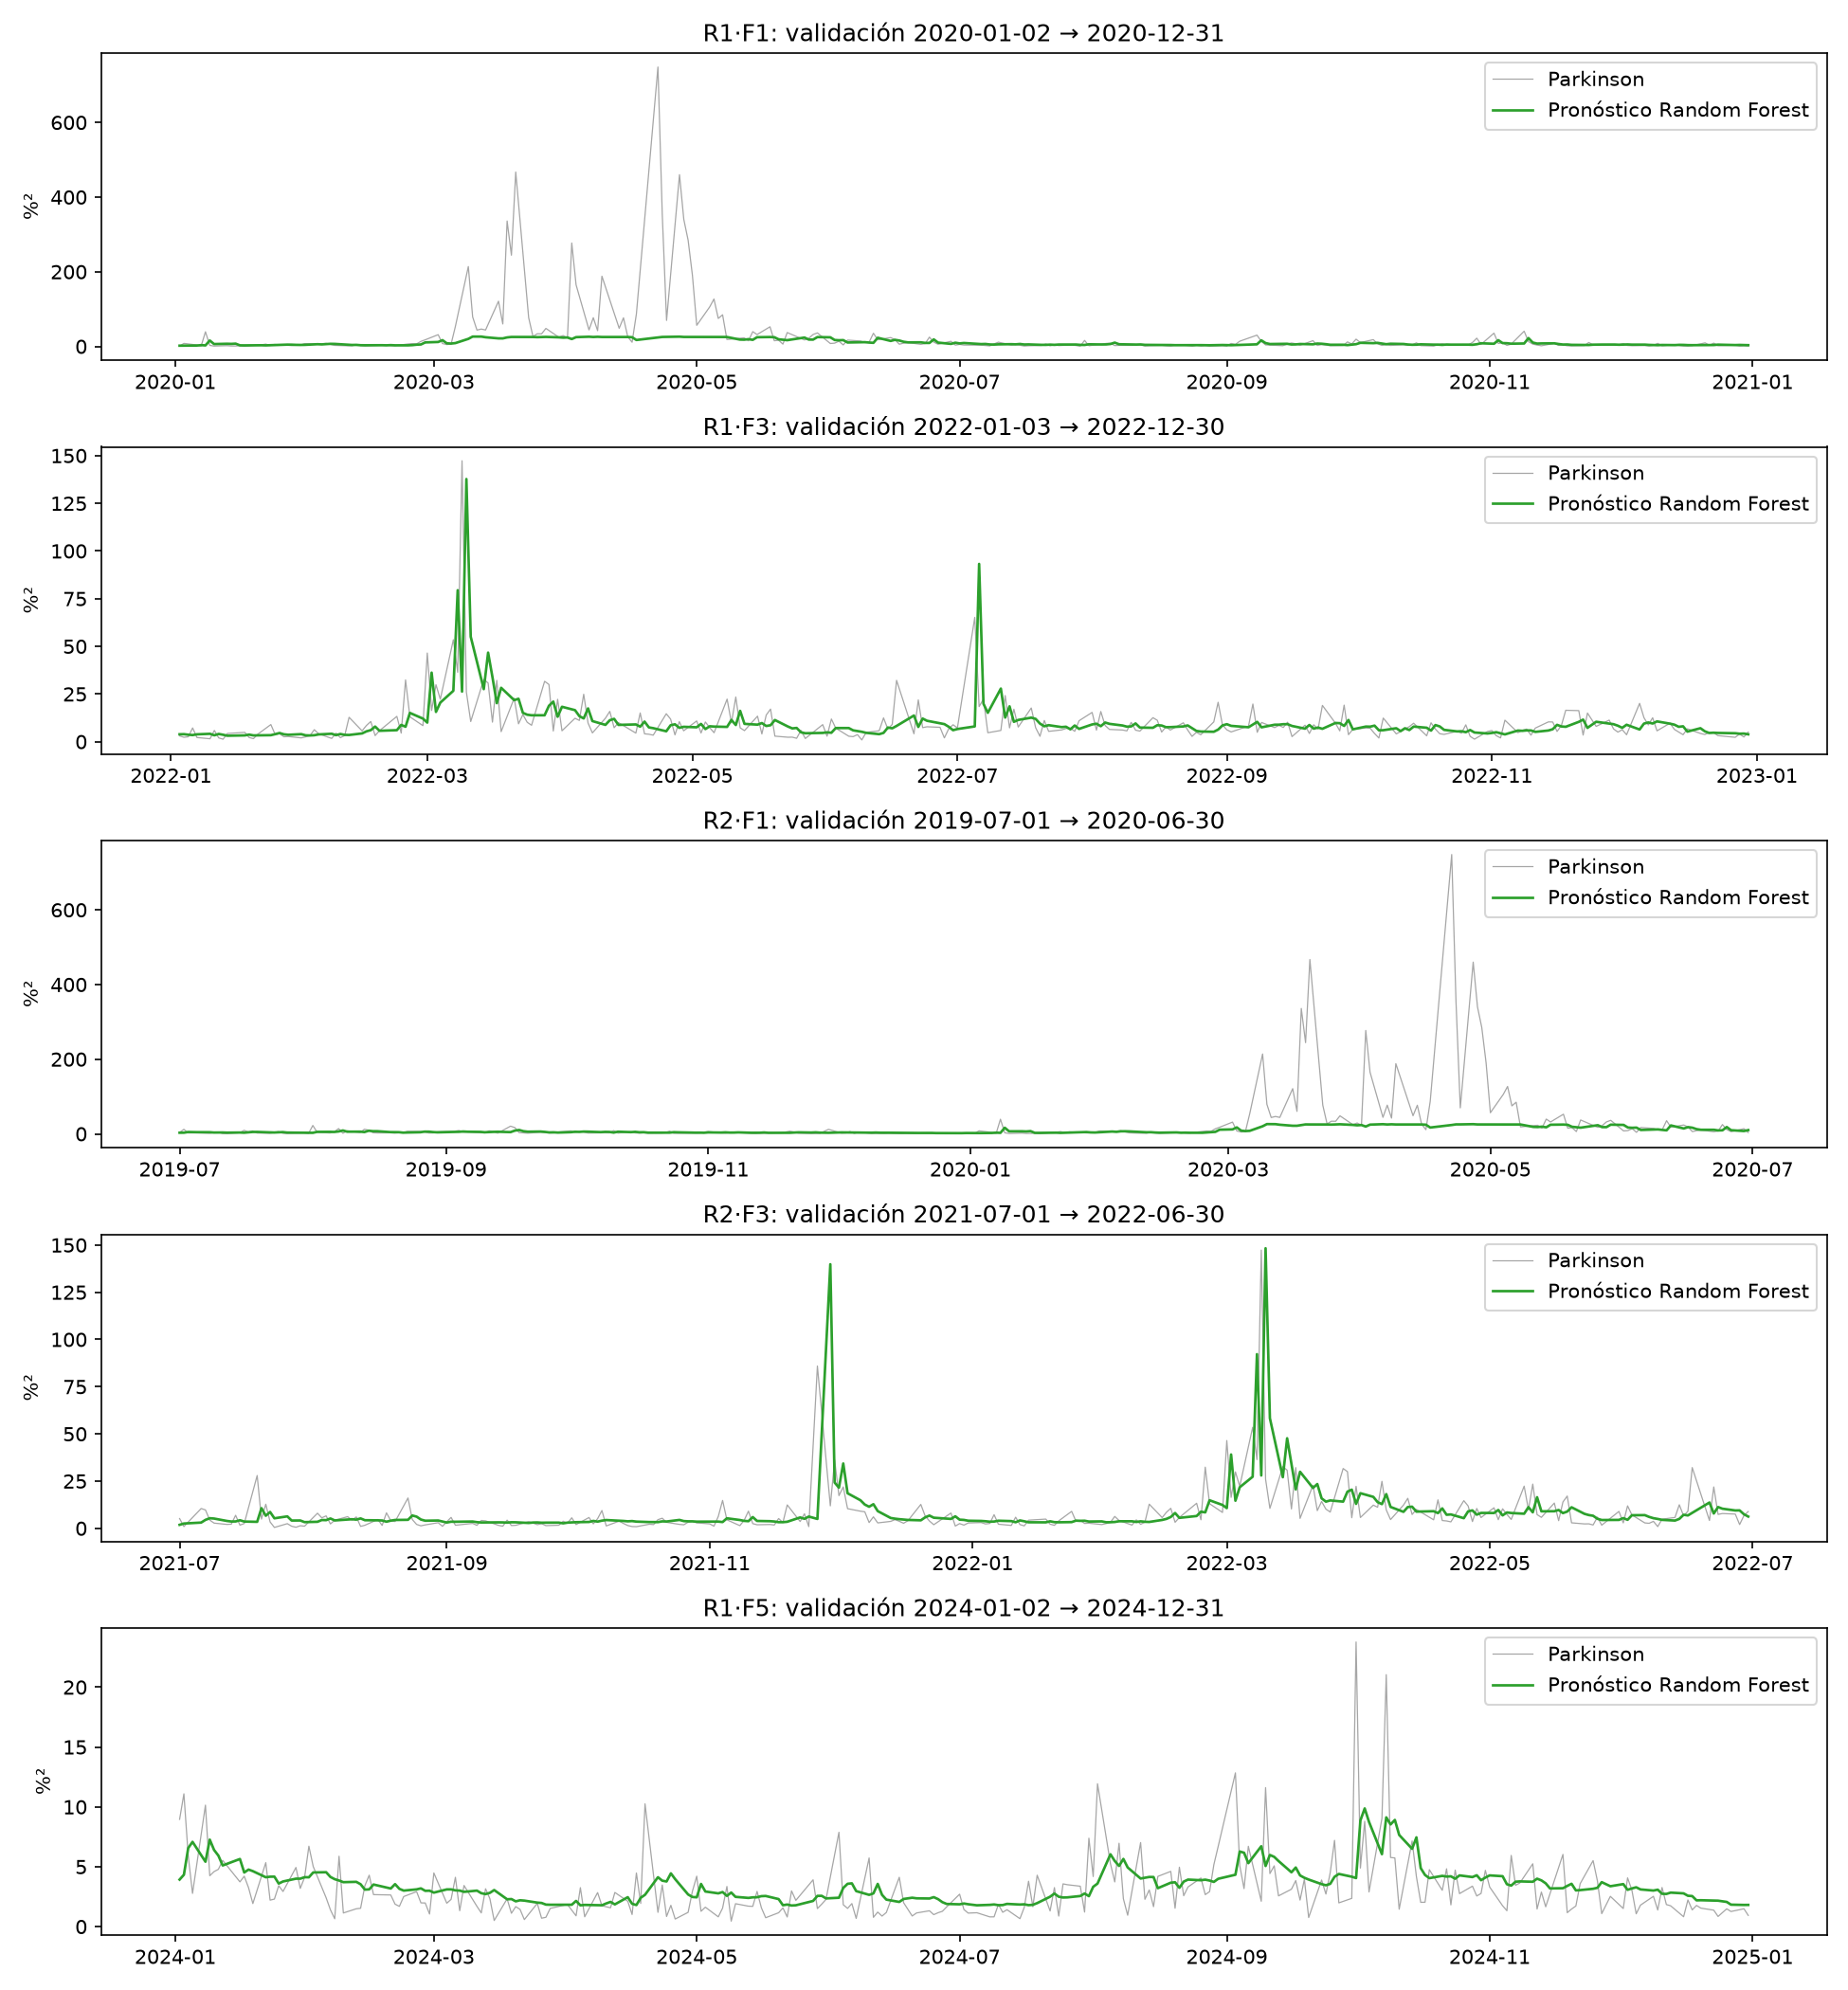 R1·F1: validación 2020-01-02 → 2020-12-31
Parkinson
Pronóstico Random Forest
%²
600
400
200
0
2020-01 2020-03 2020-05 2020-07 2020-09 2020-11 2021-01
R1·F3: validación 2022-01-03 → 2022-12-30
Parkinson
Pronóstico Random Forest
%²
150
125
100
75
50
25
0
2022-01 2022-03 2022-05 2022-07 2022-09 2022-11 2023-01
R2·F1: validación 2019-07-01 → 2020-06-30
Parkinson
Pronóstico Random Forest
%²
600
400
200
0
2019-07 2019-09 2019-11 2020-01 2020-03 2020-05 2020-07
R2·F3: validación 2021-07-01 → 2022-06-30
Parkinson
Pronóstico Random Forest
%²
150
125
100
75
50
25
0
2021-07 2021-09 2021-11 2022-01 2022-03 2022-05 2022-07
R1·F5: validación 2024-01-02 → 2024-12-31
Parkinson
Pronóstico Random Forest
%²
20
15
10
5
0
2024-01 2024-03 2024-05 2024-07 2024-09 2024-11 2025-01